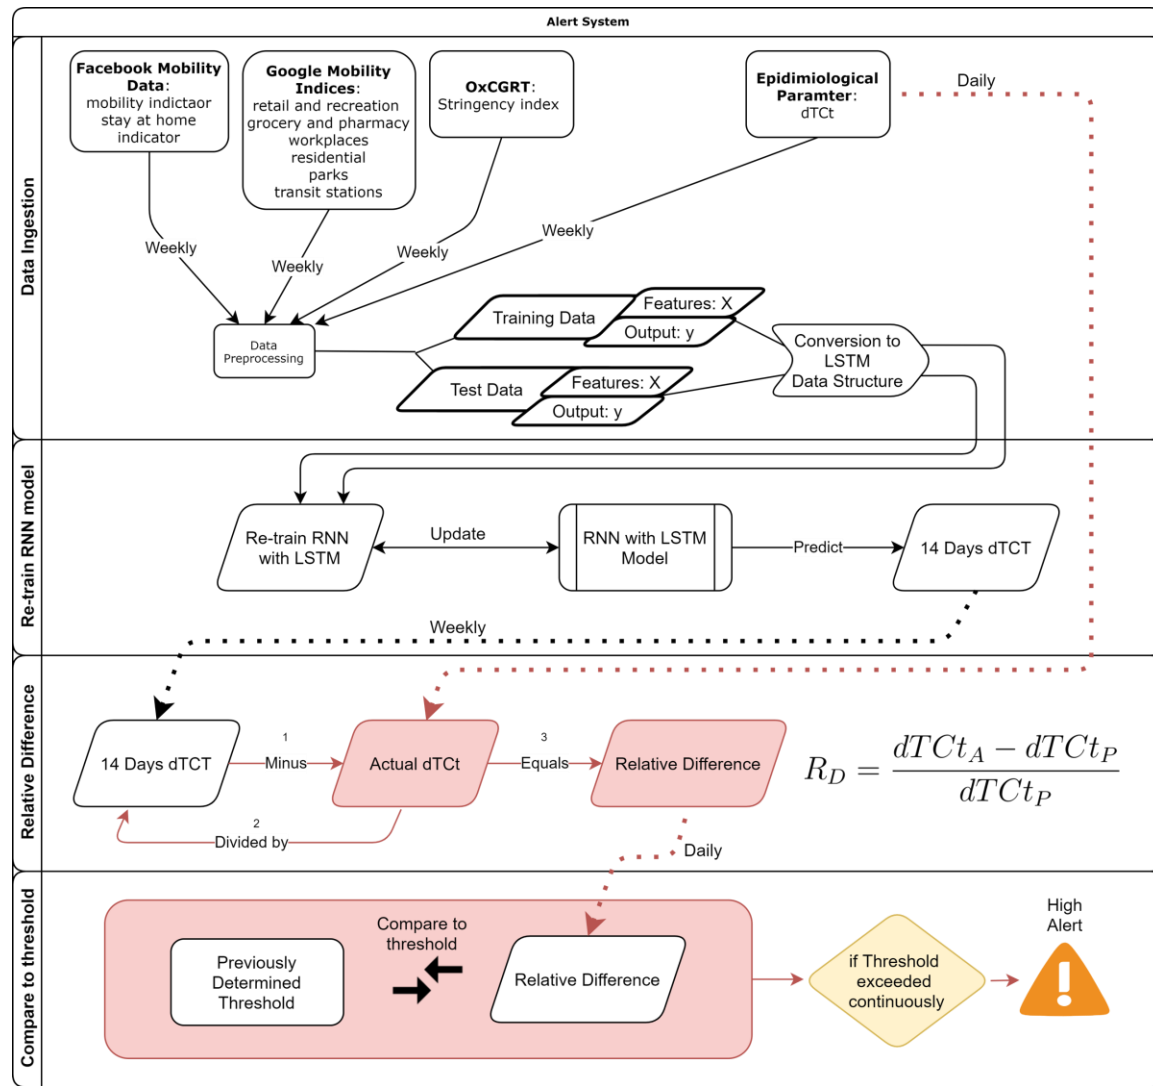 Alert System
Data Ingestion
Facebook Mobility
Data:
mobility indictaor
stay at home
indicator
Google Mobility
Indices:
retail and recreation
grocery and pharmacy
workplaces
residential
parks
transit stations
OxCGRT:
Stringency index
Epidimiological
Paramter:
dTCt
Daily
Weekly
Weekly
Weekly
Weekly
Data
Preprocessing
Training Data
Features: X
Output: y
Test Data
Features: X
Output: y
Conversion to
LSTM
Data Structure
Re-train RNN model
Re-train RNN
with LSTM
Update
RNN with LSTM
Model
Predict
14 Days dTCT
Weekly
Relative Difference
14 Days dTCT
1
Minus
Actual dTCt
3
Equals
Relative Difference
2
Divided by
R_D = \frac{dTCt_A - dTCt_P}{dTCt_P}
Daily
Compare to threshold
Previously
Determined
Threshold
Compare to
threshold
Relative Difference
if Threshold
exceeded
continuously
High
Alert